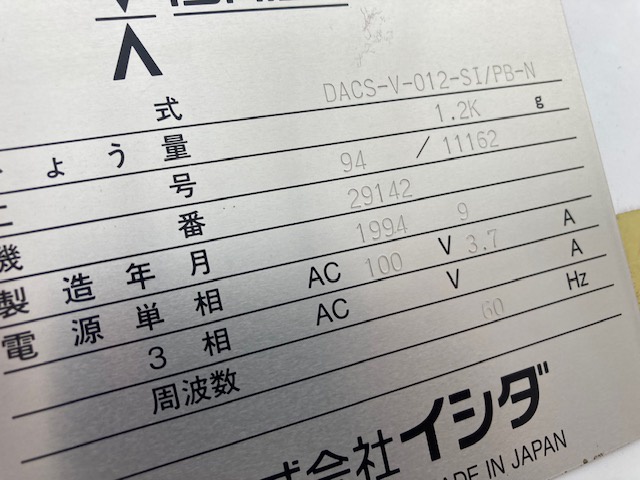 式 DACS-V-012-SI/PB-N
ょう量 1.2K g
号 94 / 11162
機番 29142
製造年月 1994 9
電源単相 AC 100 V 3.7 A
3相 AC V A
周波数 60 Hz
式会社イシダ
MADE IN JAPAN